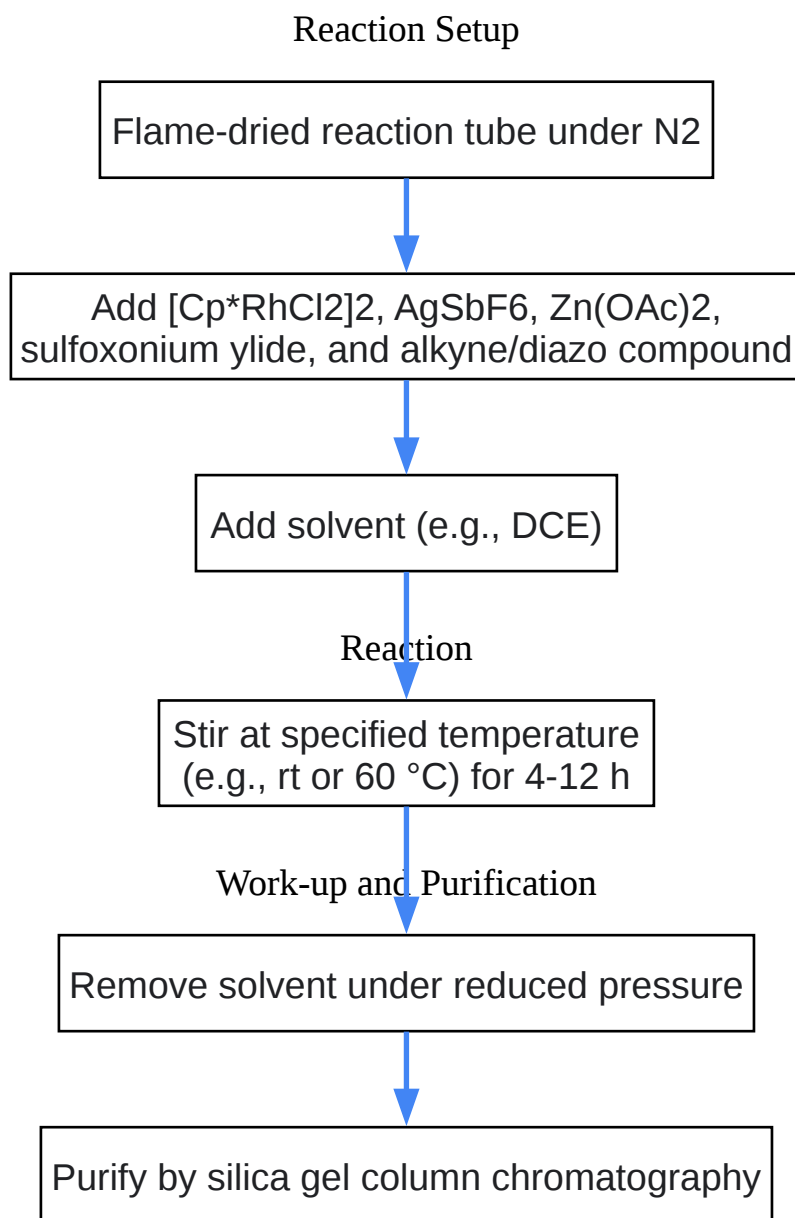 Reaction Setup
Flame-dried reaction tube under N2
Add [Cp*RhCl2]2, AgSbF6, Zn(OAc)2,
sulfoxonium ylide, and alkyne/diazo compound
Add solvent (e.g., DCE)
Reaction
Stir at specified temperature
(e.g., rt or 60 °C) for 4-12 h
Work-up and Purification
Remove solvent under reduced pressure
Purify by silica gel column chromatography